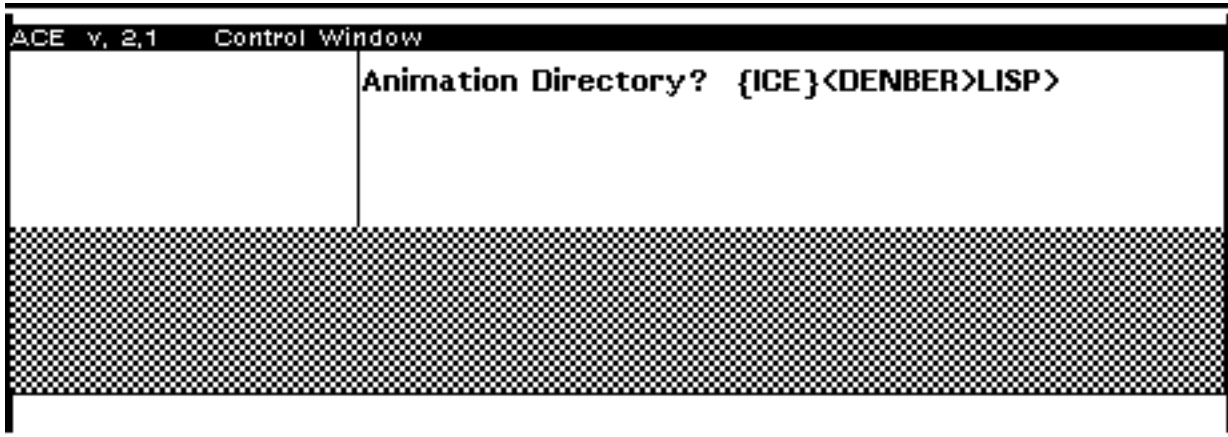 ACE v. 2.1 Control Window
Animation Directory? {ICE}<DENBER>LISP>